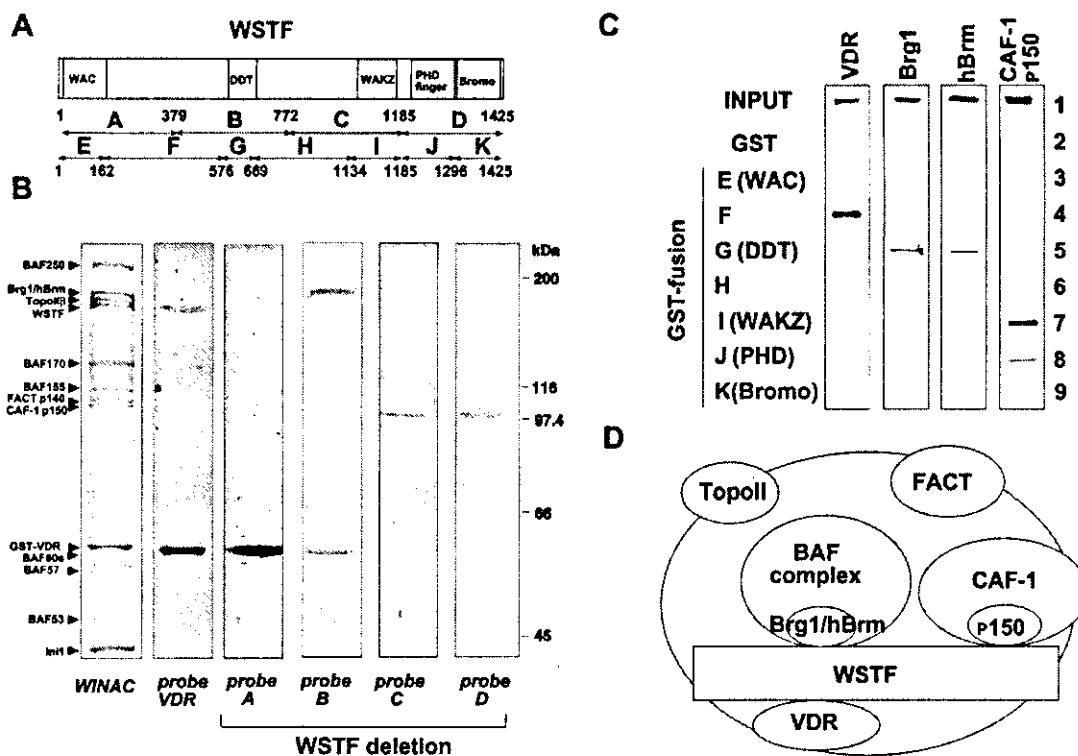 A
WSTF
WAC
DDT
WAKZ
PHD
finger
Bromo
1 A 379 B 772 C 1185 D 1425
E F G H I J K
1 162 576 669 1134 1185 1296 1425
B
kDa
BAF250
Brg1/hBrm
TopoIIβ
WSTF
BAF170
BAF155
FACT p140
CAF-1 p150
GST-VDR
BAF60a
BAF57
BAF53
Ini1
200
116
97.4
66
45
WINAC
probe
VDR
probe
A
probe
B
probe
C
probe
D
WSTF deletion
C
VDR
Brg1
hBrm
CAF-1
P150
INPUT 1
GST 2
GST-fusion
E (WAC) 3
F 4
G (DDT) 5
H 6
I (WAKZ) 7
J (PHD) 8
K(Bromo) 9
D
TopoII
FACT
BAF
complex
Brg1/hBrm
CAF-1
P150
WSTF
VDR